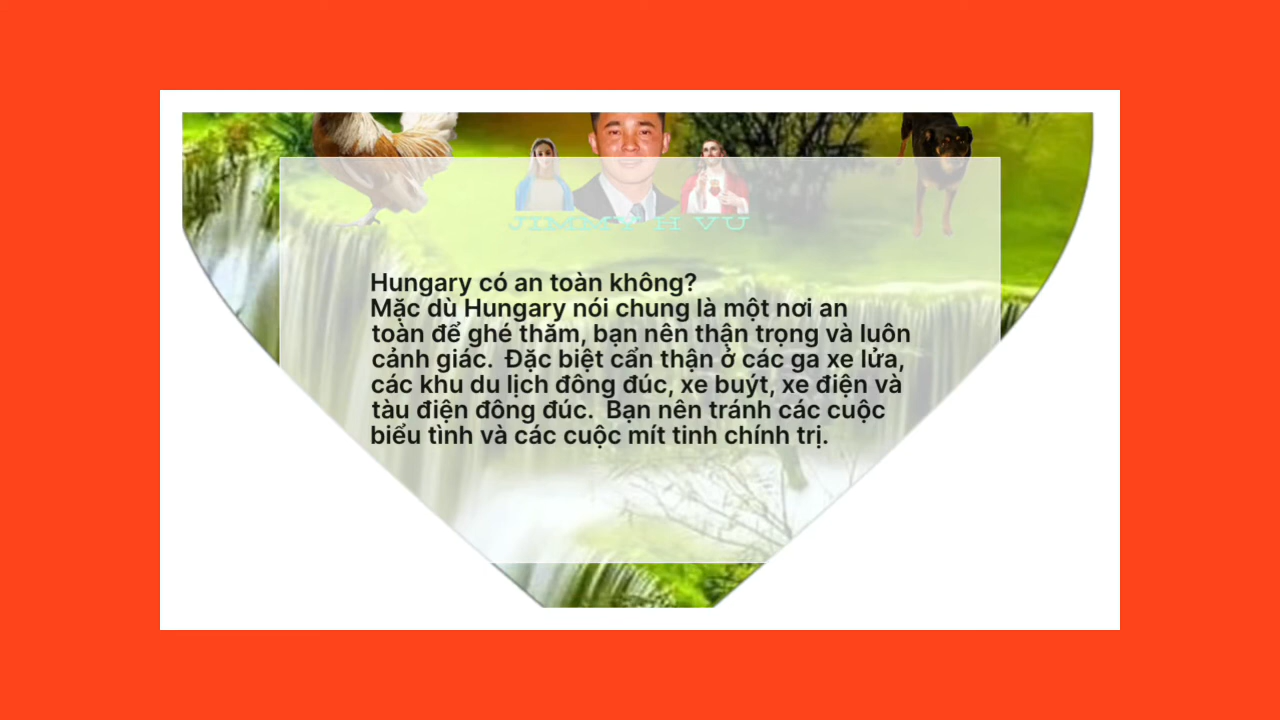 JIMMY H VU
Hungary có an toàn không?
Mặc dù Hungary nói chung là một nơi an
toàn để ghé thăm, bạn nên thận trọng và luôn
cảnh giác.  Đặc biệt cẩn thận ở các ga xe lửa,
các khu du lịch đông đúc, xe buýt, xe điện và
tàu điện đông đúc.  Bạn nên tránh các cuộc
biểu tình và các cuộc mít tinh chính trị.